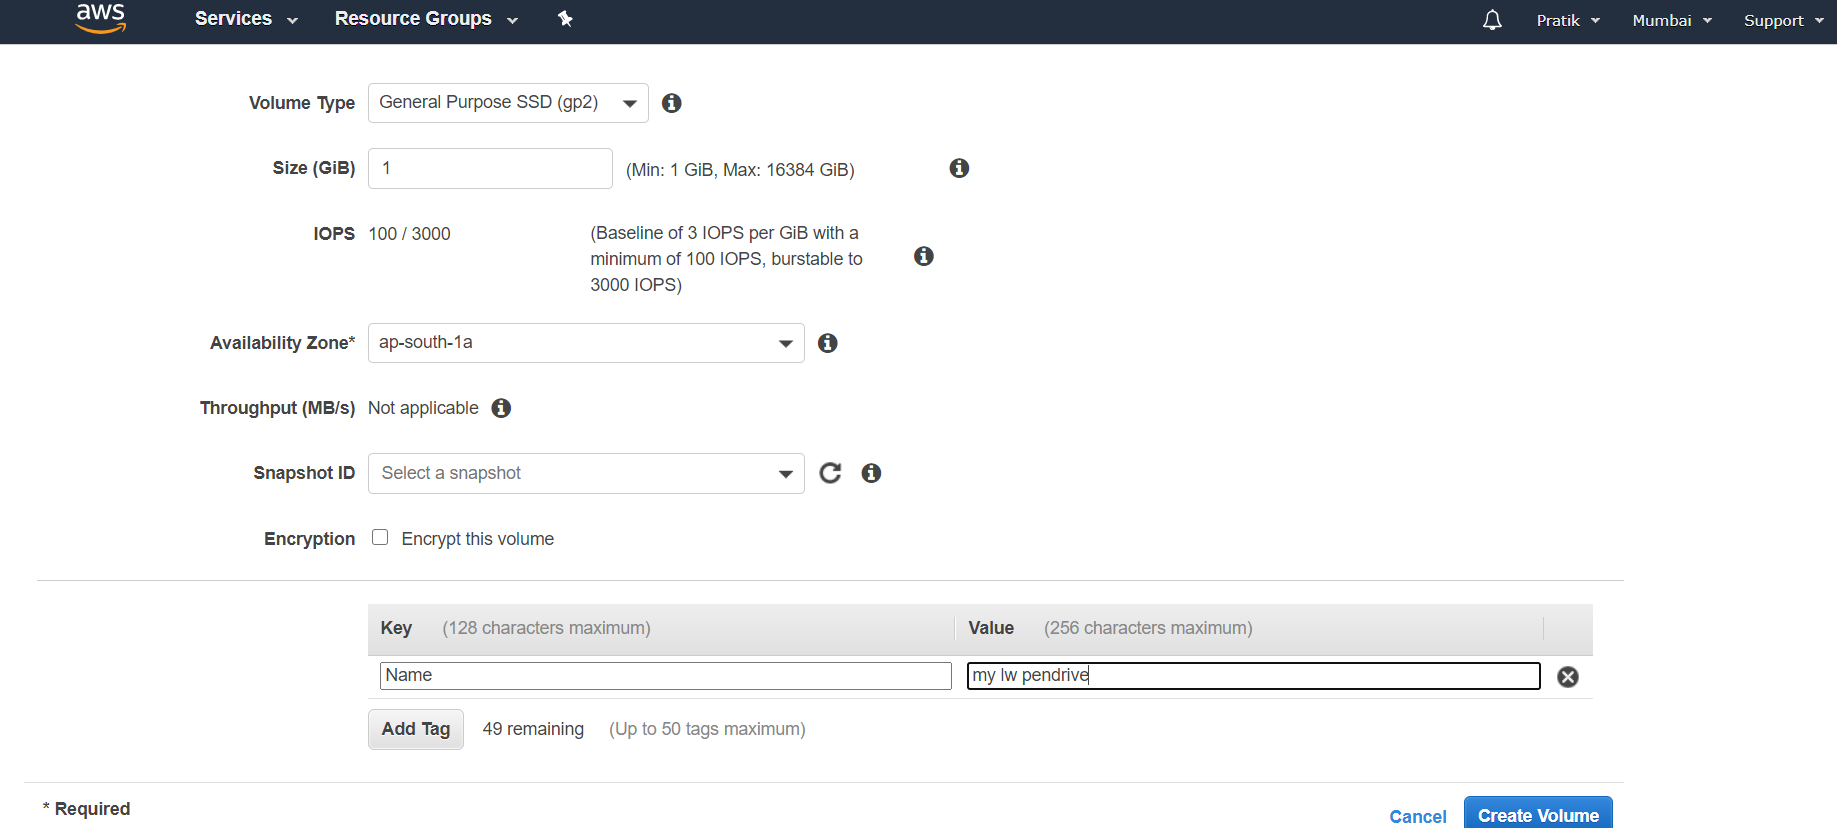 aws Services Resource Groups Pratik Mumbai Support
Volume Type General Purpose SSD (gp2)
Size (GiB) 1 (Min: 1 GiB, Max: 16384 GiB)
IOPS 100 / 3000 (Baseline of 3 IOPS per GiB with a
minimum of 100 IOPS, burstable to
3000 IOPS)
Availability Zone* ap-south-1a
Throughput (MB/s) Not applicable
Snapshot ID Select a snapshot
Encryption Encrypt this volume
Key (128 characters maximum) Value (256 characters maximum)
Name my lw pendrive
Add Tag 49 remaining (Up to 50 tags maximum)
* Required
Cancel Create Volume